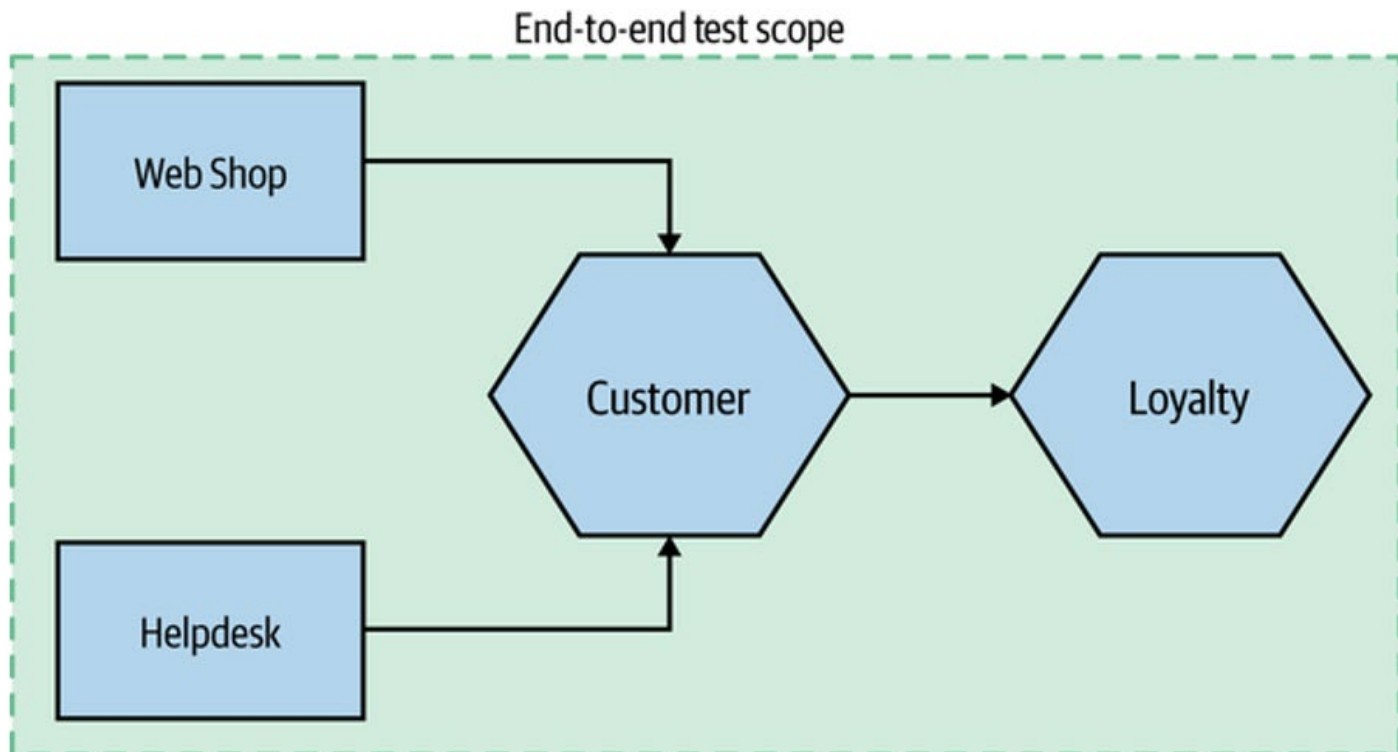 End-to-end test scope
Web Shop
Customer
Loyalty
Helpdesk